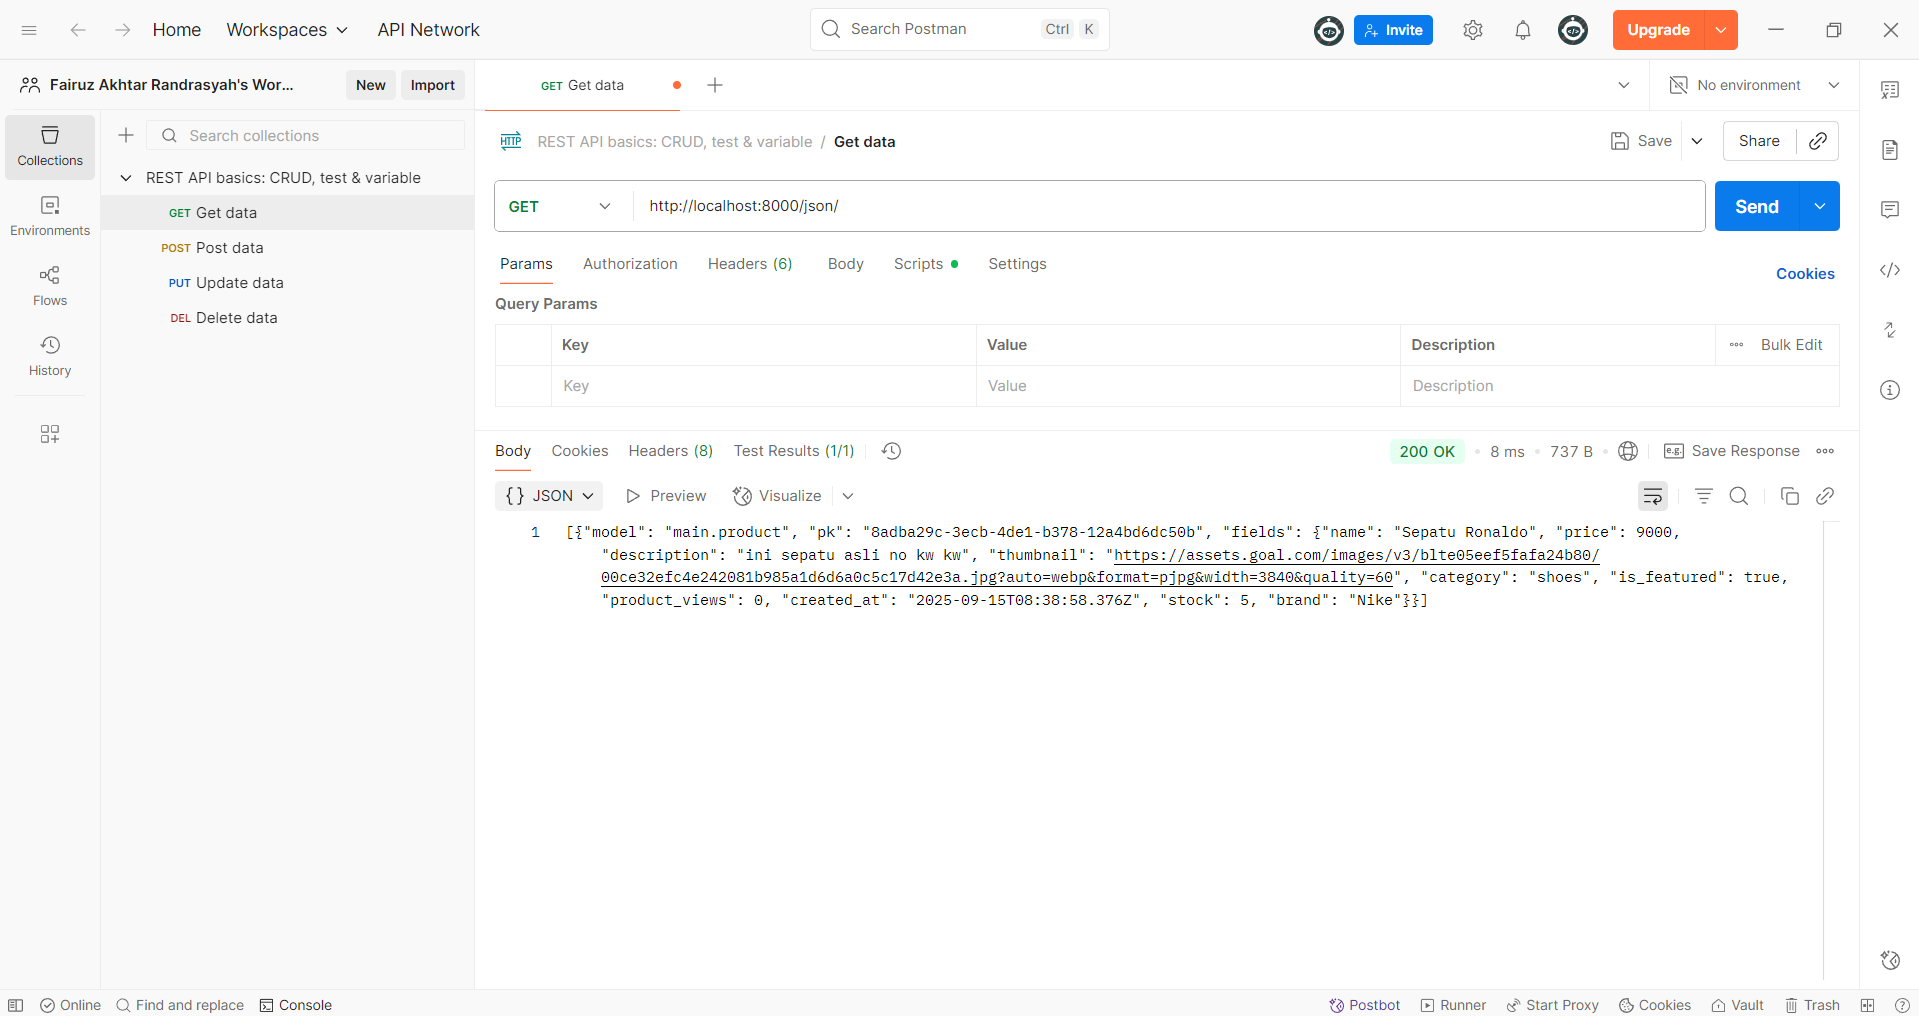 Home
Workspaces
API Network
Search Postman
Ctrl K
Invite
Upgrade
Fairuz Akhtar Randrasyah's Wor...
New
Import
GET Get data
No environment
Collections
Environments
Flows
History
Search collections
REST API basics: CRUD, test & variable
GET Get data
POST Post data
PUT Update data
DEL Delete data
HTTP
REST API basics: CRUD, test & variable / Get data
Save
Share
GET
http://localhost:8000/json/
Send
Params
Authorization
Headers (6)
Body
Scripts
Settings
Cookies
Query Params
Key Value Description
Bulk Edit
Key Value Description
Body
Cookies
Headers (8)
Test Results (1/1)
200 OK
8 ms
737 B
e.g.
Save Response
{} JSON
Preview
Visualize
1 [{"model": "main.product", "pk": "8adba29c-3ecb-4de1-b378-12a4bd6dc50b", "fields": {"name": "Sepatu Ronaldo", "price": 9000,
"description": "ini sepatu asli no kw kw", "thumbnail": "https://assets.goal.com/images/v3/blte05eef5fafa24b80/
00ce32efc4e242081b985a1d6d6a0c5c17d42e3a.jpg?auto=webp&format=pjpg&width=3840&quality=60", "category": "shoes", "is_featured": true,
"product_views": 0, "created_at": "2025-09-15T08:38:58.376Z", "stock": 5, "brand": "Nike"}}]
Online
Find and replace
Console
Postbot
Runner
Start Proxy
Cookies
Vault
Trash